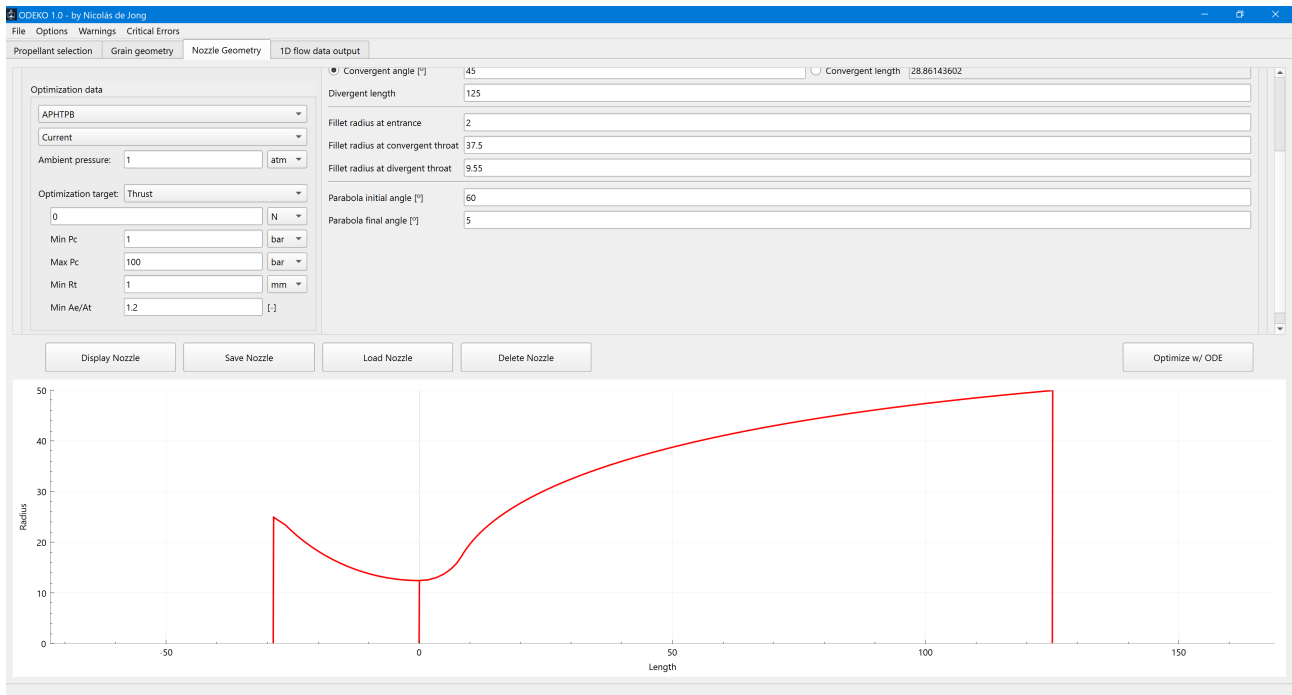 ODEKO 1.0 - by Nicolás de Jong
File Options Warnings Critical Errors
Propellant selection Grain geometry Nozzle Geometry 1D flow data output
Optimization data
APHTPB
Current
Ambient pressure: 1 atm
Optimization target: Thrust
0 N
Min Pc 1 bar
Max Pc 100 bar
Min Rt 1 mm
Min Ae/At 1.2 [-]
Convergent angle [º] 45 Convergent length 28.86143602
Divergent length 125
Fillet radius at entrance 2
Fillet radius at convergent throat 37.5
Fillet radius at divergent throat 9.55
Parabola initial angle [º] 60
Parabola final angle [º] 5
Display Nozzle Save Nozzle Load Nozzle Delete Nozzle Optimize w/ ODE
50
40
30
20
10
0
Radius
-50 0 50 100 150
Length